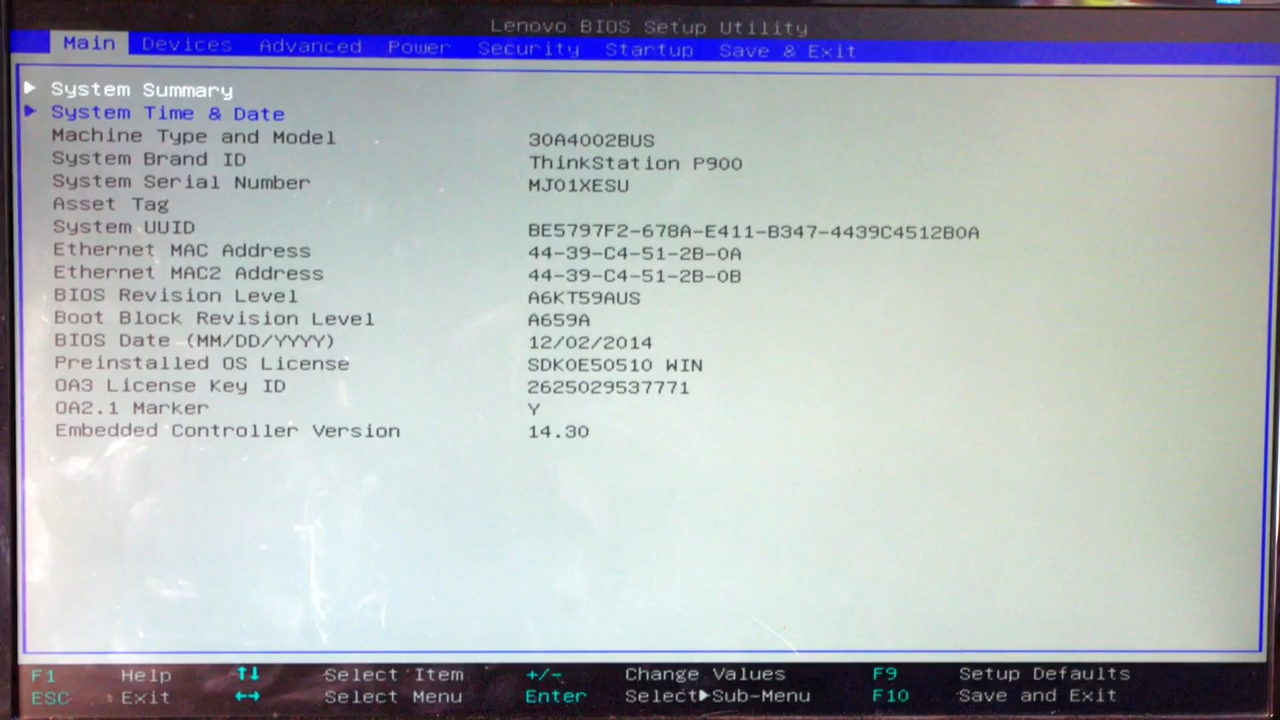 Lenovo BIOS Setup Utility
Main Devices Advanced Power Security Startup Save & Exit
▶ System Summary
▶ System Time & Date
Machine Type and Model 30A4002BUS
System Brand ID ThinkStation P900
System Serial Number MJ01XESU
Asset Tag
System UUID BE5797F2-678A-E411-B347-4439C4512B0A
Ethernet MAC Address 44-39-C4-51-2B-0A
Ethernet MAC2 Address 44-39-C4-51-2B-0B
BIOS Revision Level A6KT59AUS
Boot Block Revision Level A659A
BIOS Date (MM/DD/YYYY) 12/02/2014
Preinstalled OS License SDK0E50510 WIN
OA3 License Key ID 2625029537771
OA2.1 Marker Y
Embedded Controller Version 14.30
F1 Help ↑↓ Select Item +/- Change Values F9 Setup Defaults
ESC Exit ←→ Select Menu Enter Select▶Sub-Menu F10 Save and Exit